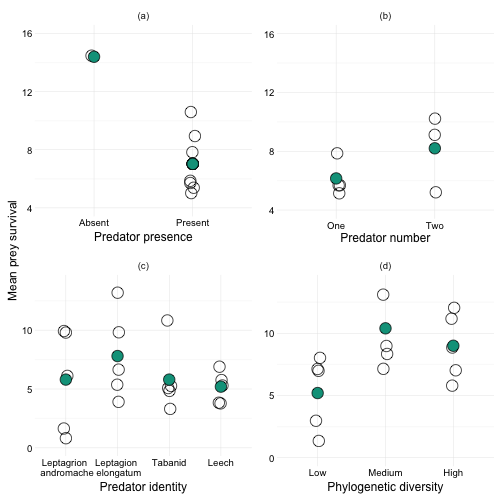 Mean prey survival
(a)
16
12
8
4
Absent Present
Predator presence
(b)
16
12
8
4
One Two
Predator number
(c)
10
5
0
Leptagrion Leptagion Tabanid Leech
andromache elongatum
Predator identity
(d)
10
5
0
Low Medium High
Phylogenetic diversity